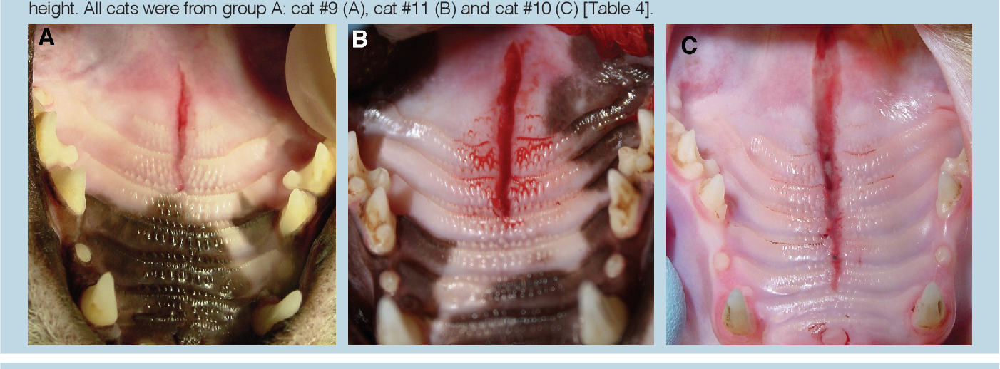 height. All cats were from group A: cat #9 (A), cat #11 (B) and cat #10 (C) [Table 4].
A
B
C